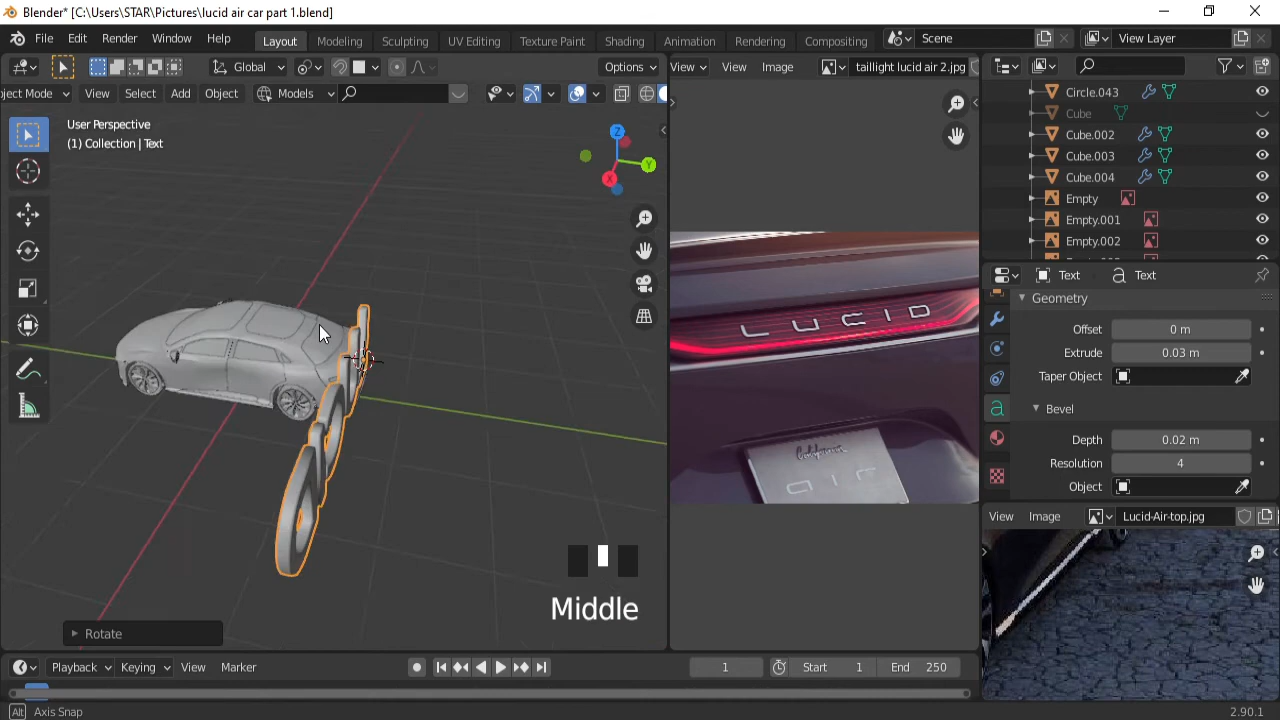 Blender* [C:\Users\STAR\Pictures\lucid air car part 1.blend]
File Edit Render Window Help Layout Modeling Sculpting UV Editing Texture Paint Shading Animation Rendering Compositing Scene View Layer
Global Options View View Image taillight lucid air 2.jpg
ject Mode View Select Add Object Models
User Perspective
(1) Collection | Text
Z
Y
X
Circle.043
Cube
Cube.002
Cube.003
Cube.004
Empty
Empty.001
Empty.002
Text Text
Geometry
Offset 0 m
Extrude 0.03 m
Taper Object
Bevel
Depth 0.02 m
Resolution 4
Object
LUCID
California
AIR
View Image Lucid-Air-top.jpg
Middle
Rotate
Playback Keying View Marker 1 Start 1 End 250
Alt Axis Snap 2.90.1